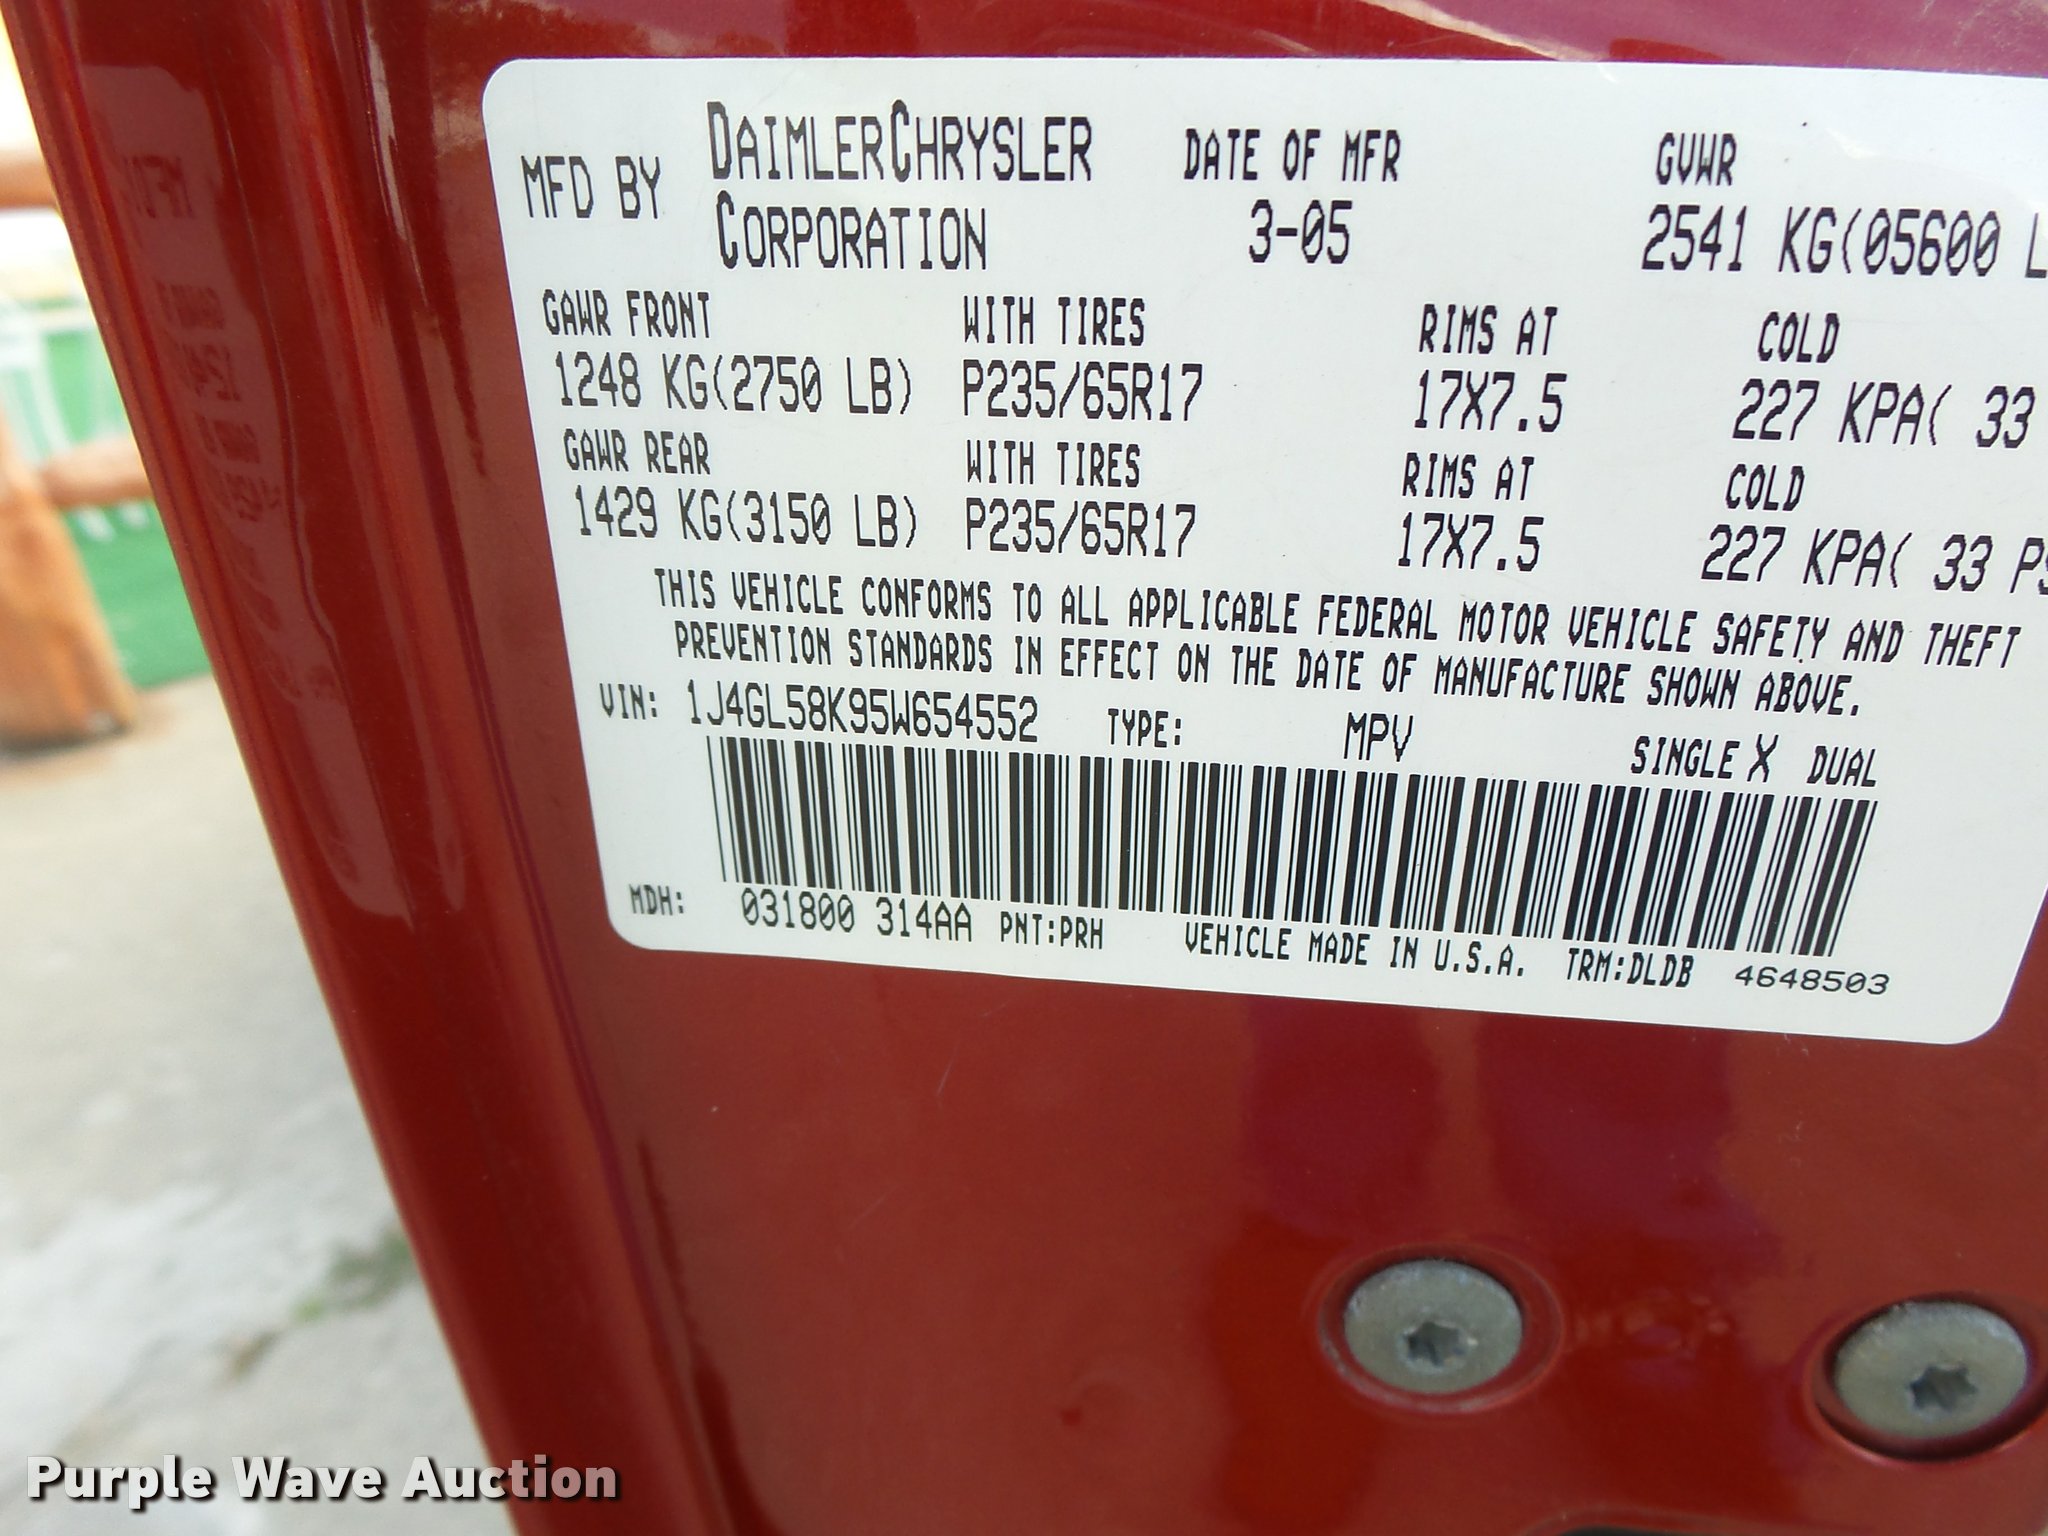 MFD BY DAIMLERCHRYSLER CORPORATION
DATE OF MFR 3-05
GVWR 2541 KG(05600 L
GAWR FRONT WITH TIRES RIMS AT COLD
1248 KG(2750 LB) P235/65R17 17X7.5 227 KPA( 33
GAWR REAR WITH TIRES RIMS AT COLD
1429 KG(3150 LB) P235/65R17 17X7.5 227 KPA( 33 PS
THIS VEHICLE CONFORMS TO ALL APPLICABLE FEDERAL MOTOR VEHICLE SAFETY AND THEFT
PREVENTION STANDARDS IN EFFECT ON THE DATE OF MANUFACTURE SHOWN ABOVE.
VIN: 1J4GL58K95W654552 TYPE: MPV SINGLE X DUAL
MDH: 031800 314AA PNT:PRH VEHICLE MADE IN U.S.A. TRM:DLDB 4648503
Purple Wave Auction